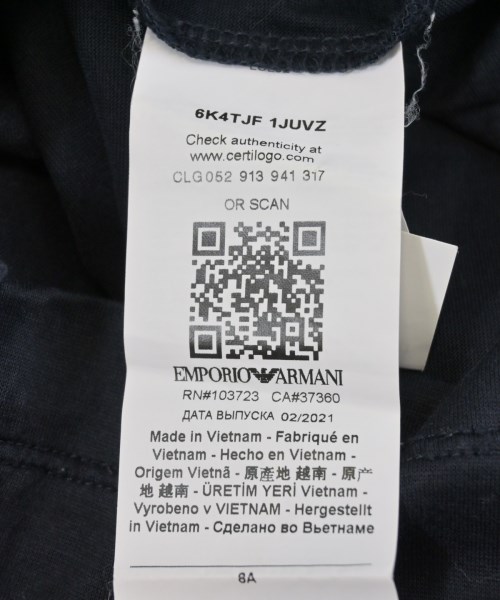 6K4TJF 1JUVZ
Check authenticity at
www.certilogo.com
CLG 052 913 941 317
OR SCAN
EMPORIO ARMANI
RN#103723 CA#37360
ДАТА ВЫПУСКА 02/2021
Made in Vietnam - Fabriqué en
Vietnam - Hecho en Vietnam -
Origem Vietnã - 原產地 越南 - 原产
地 越南 - ÜRETİM YERİ Vietnam -
Vyrobeno v VIETNAM - Hergestellt
in Vietnam - Сделано во Вьетнаме
6A